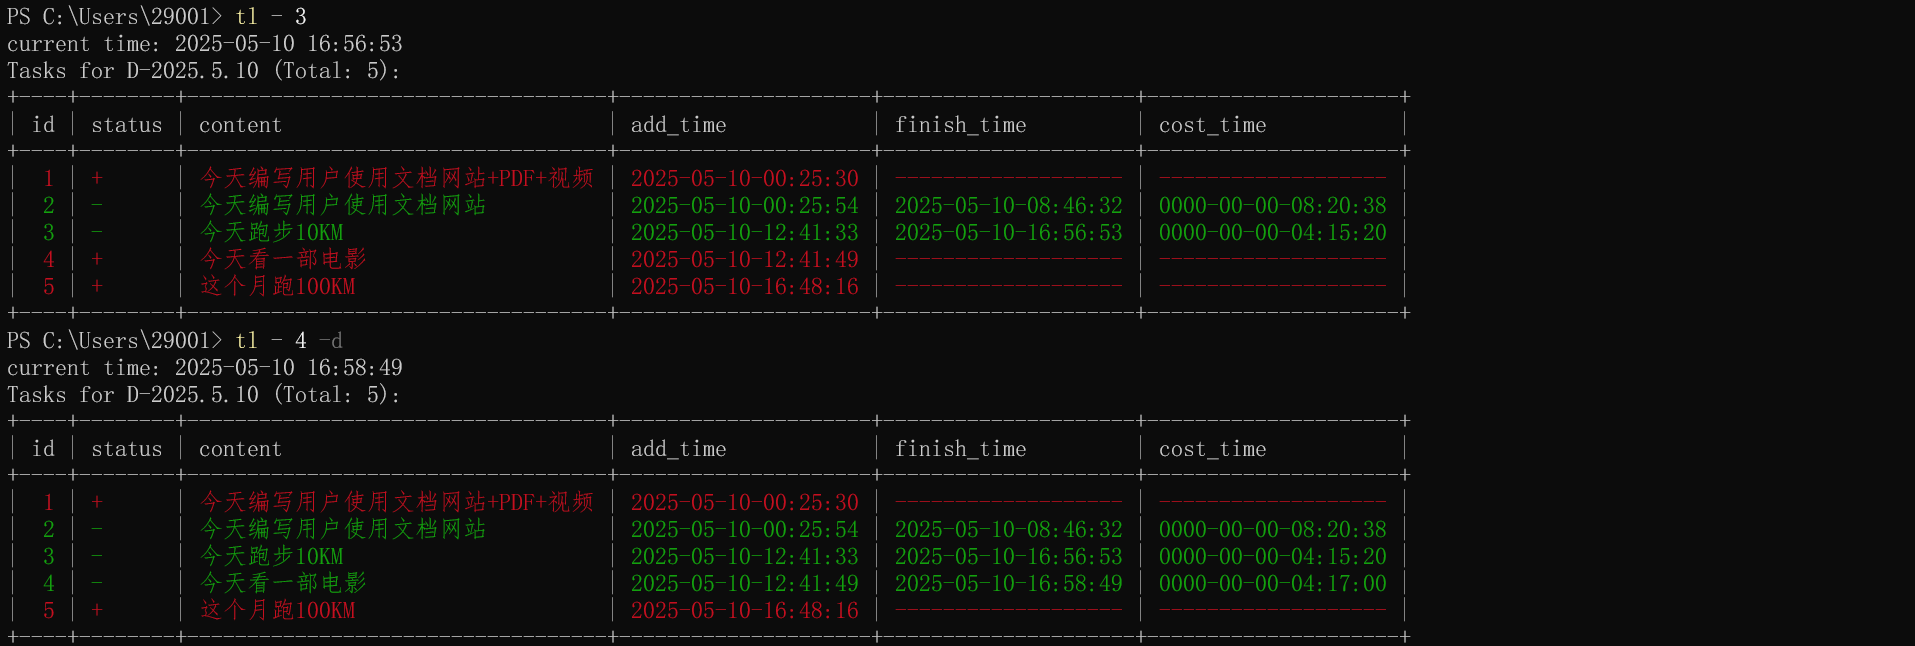 PS C:\Users\29001> tl - 3
current time: 2025-05-10 16:56:53
Tasks for D-2025.5.10 (Total: 5):
+----+--------+-----------------------------------+---------------------+---------------------+---------------------+
| id | status | content | add_time | finish_time | cost_time |
+----+--------+-----------------------------------+---------------------+---------------------+---------------------+
| 1 | + | 今天编写用户使用文档网站+PDF+视频 | 2025-05-10-00:25:30 | ------------------- | ------------------- |
| 2 | - | 今天编写用户使用文档网站 | 2025-05-10-00:25:54 | 2025-05-10-08:46:32 | 0000-00-00-08:20:38 |
| 3 | - | 今天跑步10KM | 2025-05-10-12:41:33 | 2025-05-10-16:56:53 | 0000-00-00-04:15:20 |
| 4 | + | 今天看一部电影 | 2025-05-10-12:41:49 | ------------------- | ------------------- |
| 5 | + | 这个月跑100KM | 2025-05-10-16:48:16 | ------------------- | ------------------- |
+----+--------+-----------------------------------+---------------------+---------------------+---------------------+
PS C:\Users\29001> tl - 4 -d
current time: 2025-05-10 16:58:49
Tasks for D-2025.5.10 (Total: 5):
+----+--------+-----------------------------------+---------------------+---------------------+---------------------+
| id | status | content | add_time | finish_time | cost_time |
+----+--------+-----------------------------------+---------------------+---------------------+---------------------+
| 1 | + | 今天编写用户使用文档网站+PDF+视频 | 2025-05-10-00:25:30 | ------------------- | ------------------- |
| 2 | - | 今天编写用户使用文档网站 | 2025-05-10-00:25:54 | 2025-05-10-08:46:32 | 0000-00-00-08:20:38 |
| 3 | - | 今天跑步10KM | 2025-05-10-12:41:33 | 2025-05-10-16:56:53 | 0000-00-00-04:15:20 |
| 4 | - | 今天看一部电影 | 2025-05-10-12:41:49 | 2025-05-10-16:58:49 | 0000-00-00-04:17:00 |
| 5 | + | 这个月跑100KM | 2025-05-10-16:48:16 | ------------------- | ------------------- |
+----+--------+-----------------------------------+---------------------+---------------------+---------------------+